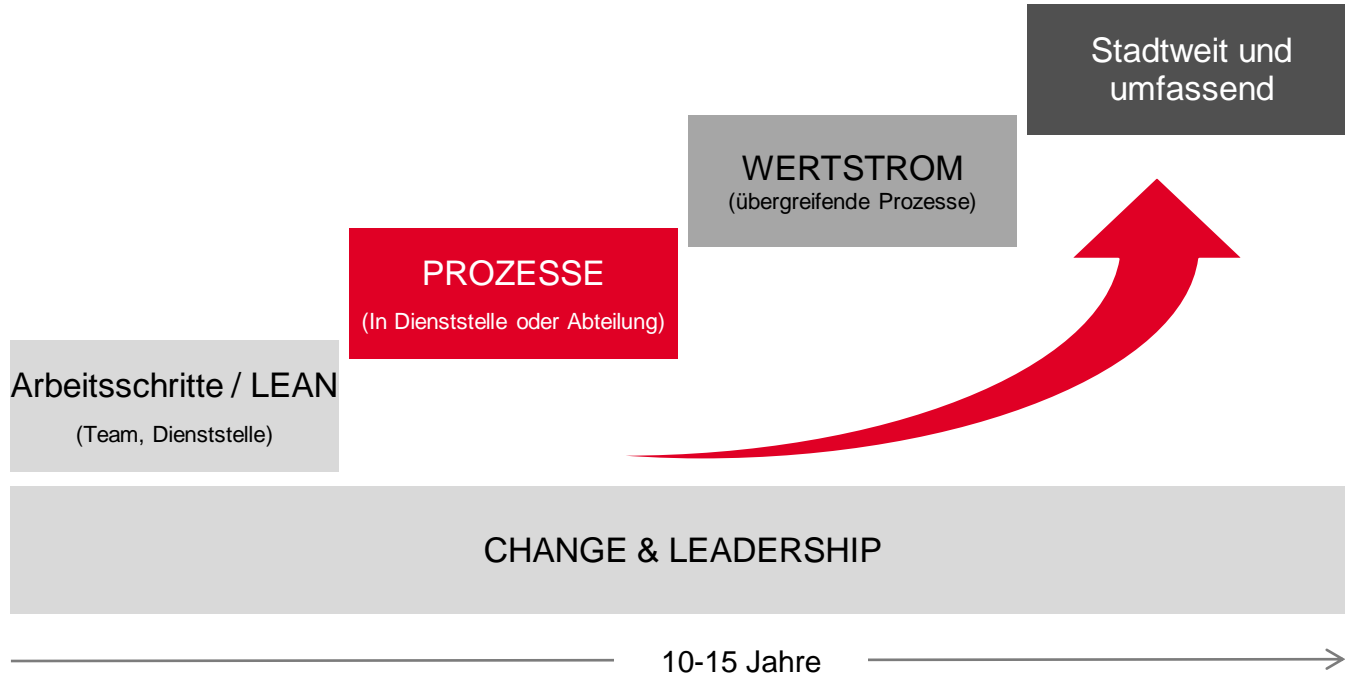 Stadtweit und
umfassend
WERTSTROM
(übergreifende Prozesse)
PROZESSE
(In Dienststelle oder Abteilung)
Arbeitsschritte / LEAN
(Team, Dienststelle)
CHANGE & LEADERSHIP
10-15 Jahre